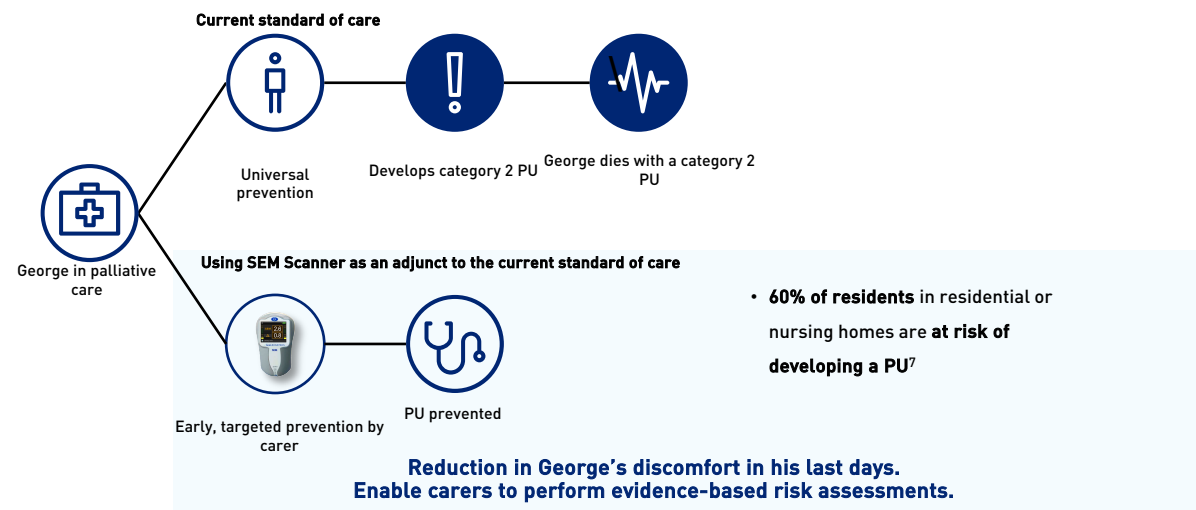 Current standard of care
Universal
prevention
Develops category 2 PU
George dies with a category 2
PU
George in palliative
care
Using SEM Scanner as an adjunct to the current standard of care
Early, targeted prevention by
carer
PU prevented
• 60% of residents in residential or
nursing homes are at risk of
developing a PU⁷
Reduction in George’s discomfort in his last days.
Enable carers to perform evidence-based risk assessments.